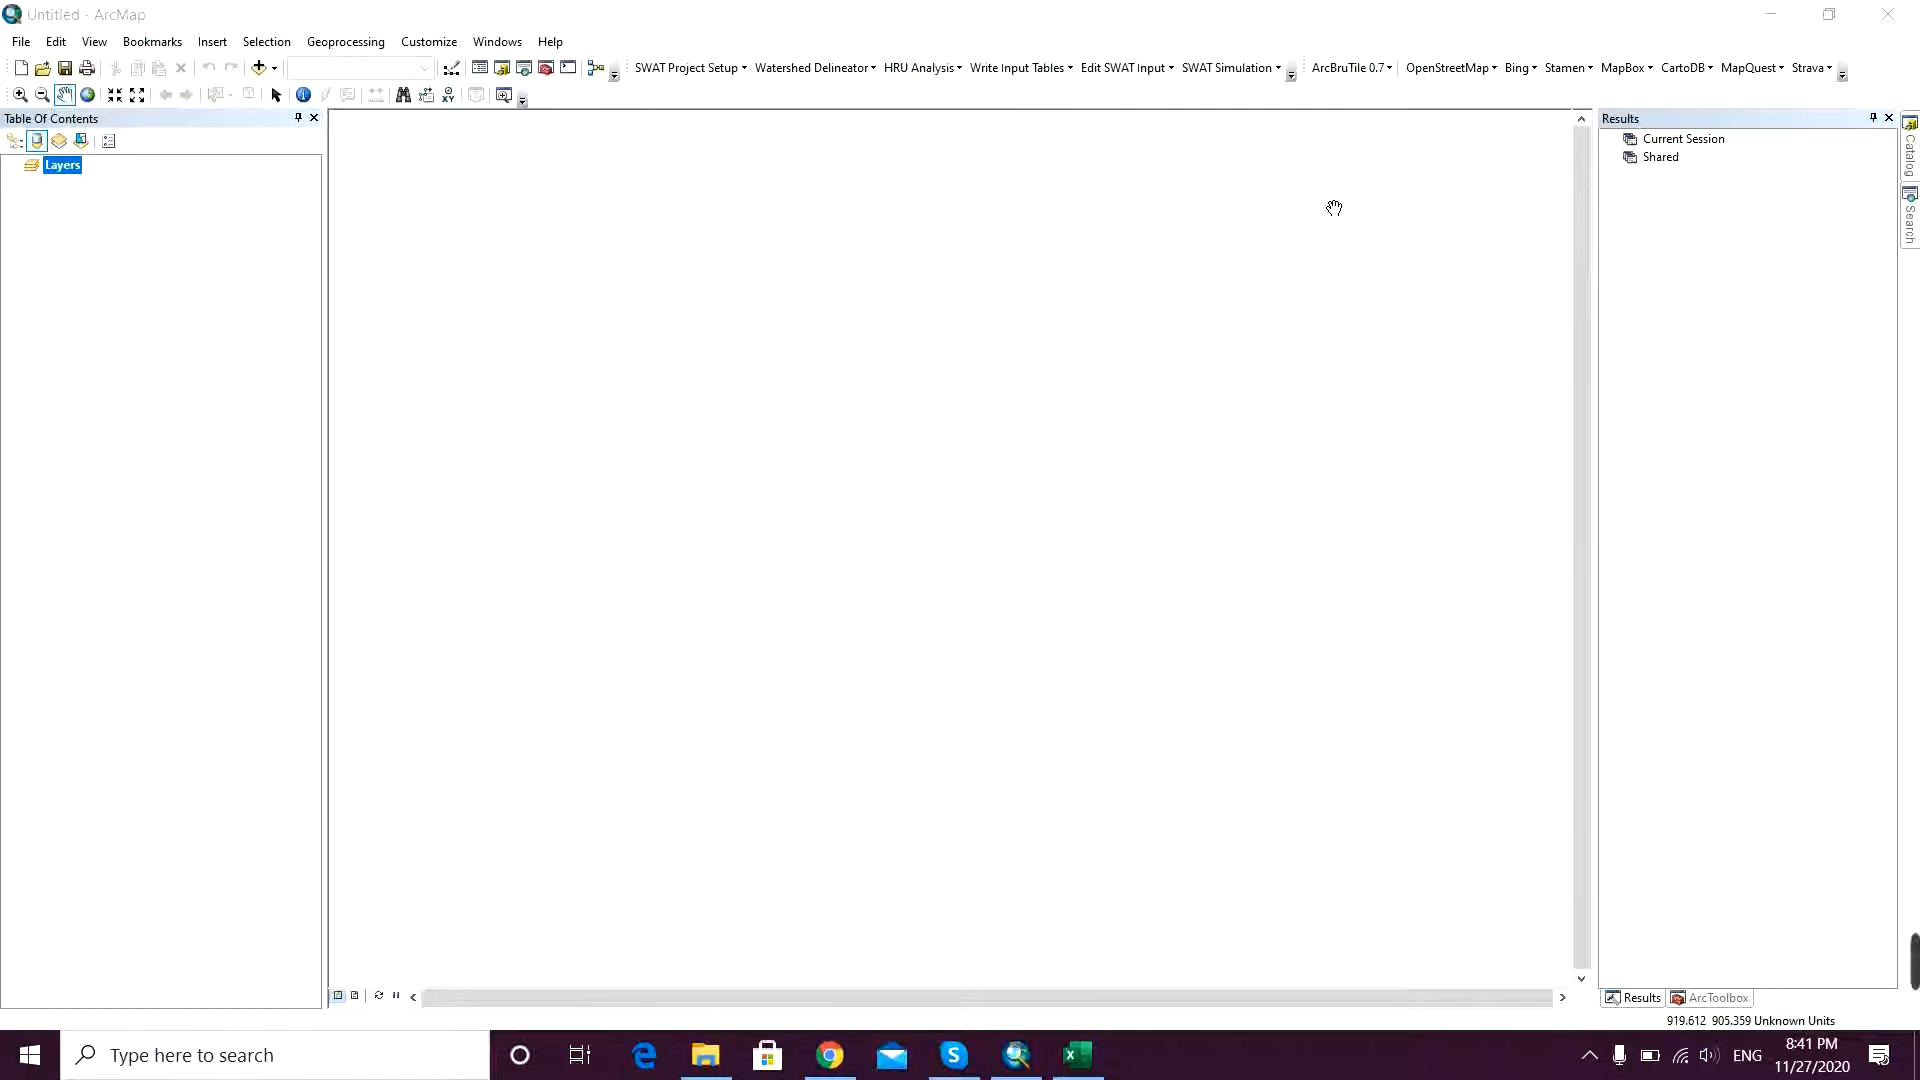 Untitled - ArcMap
File Edit View Bookmarks Insert Selection Geoprocessing Customize Windows Help
SWAT Project Setup Watershed Delineator HRU Analysis Write Input Tables Edit SWAT Input SWAT Simulation ArcBruTile 0.7 OpenStreetMap Bing Stamen MapBox CartoDB MapQuest Strava
Table Of Contents
Layers
Results
Current Session
Shared
Catalog
Search
Results ArcToolbox
919.612 905.359 Unknown Units
Type here to search
ENG
8:41 PM
11/27/2020